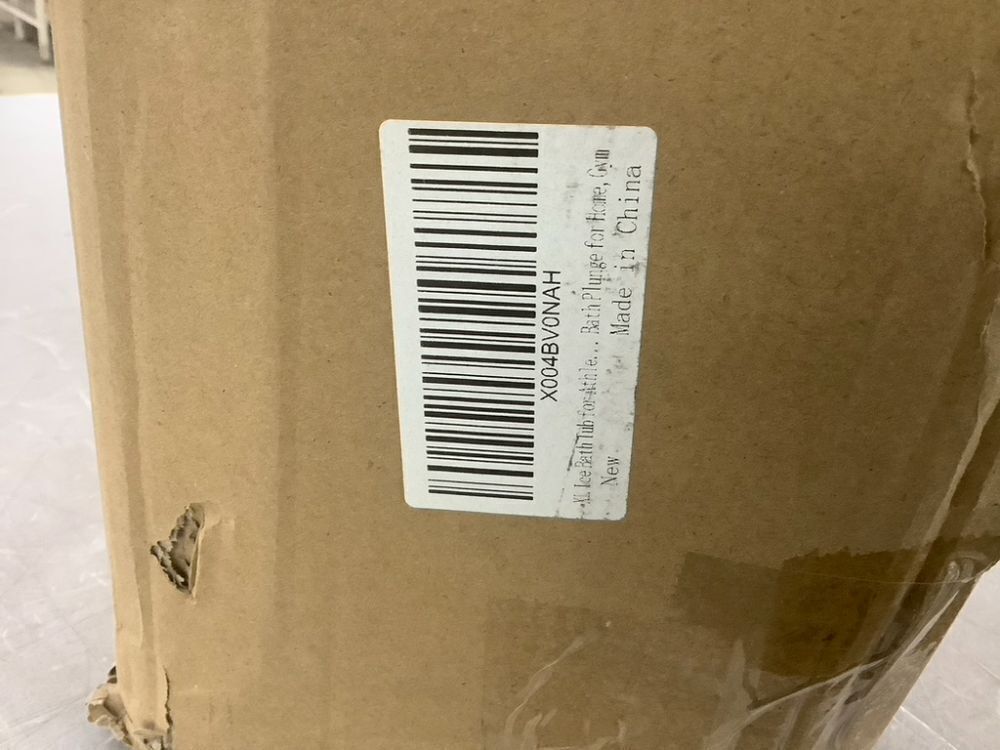 X004BV0NAH
XL Ice Bath Tub for Athle... Bath Plunge for Home, Gym
New
Made in China